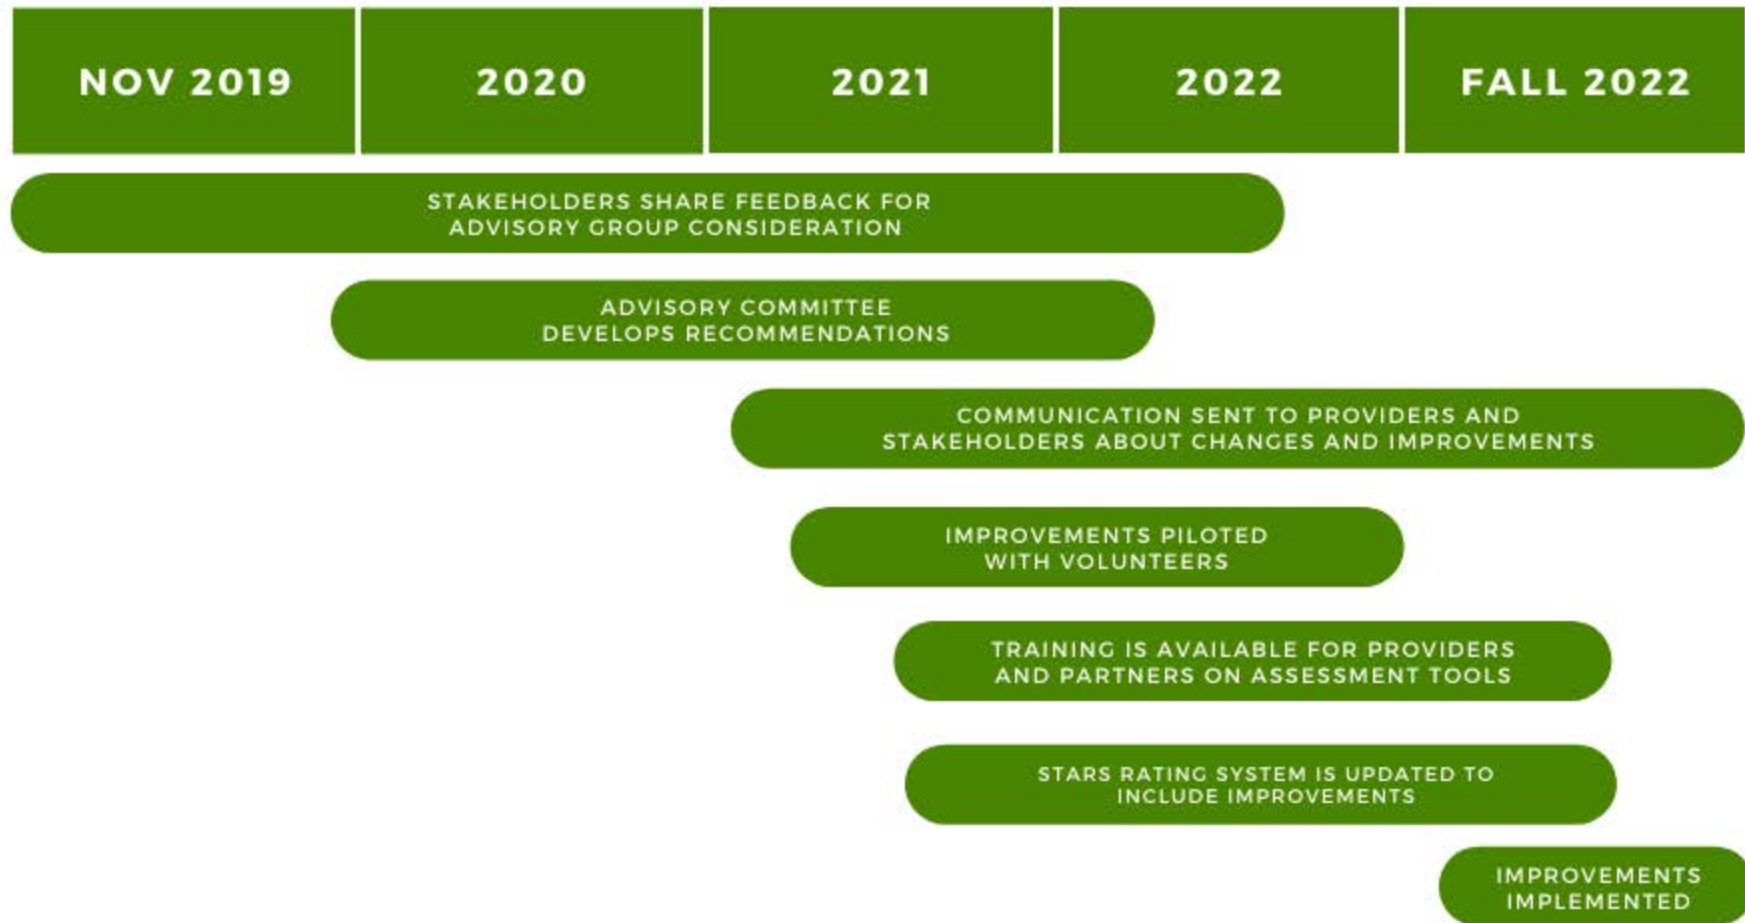 NOV 2019
2020
2021
2022
FALL 2022
STAKEHOLDERS SHARE FEEDBACK FOR
ADVISORY GROUP CONSIDERATION
ADVISORY COMMITTEE
DEVELOPS RECOMMENDATIONS
COMMUNICATION SENT TO PROVIDERS AND
STAKEHOLDERS ABOUT CHANGES AND IMPROVEMENTS
IMPROVEMENTS PILOTED
WITH VOLUNTEERS
TRAINING IS AVAILABLE FOR PROVIDERS
AND PARTNERS ON ASSESSMENT TOOLS
STARS RATING SYSTEM IS UPDATED TO
INCLUDE IMPROVEMENTS
IMPROVEMENTS
IMPLEMENTED